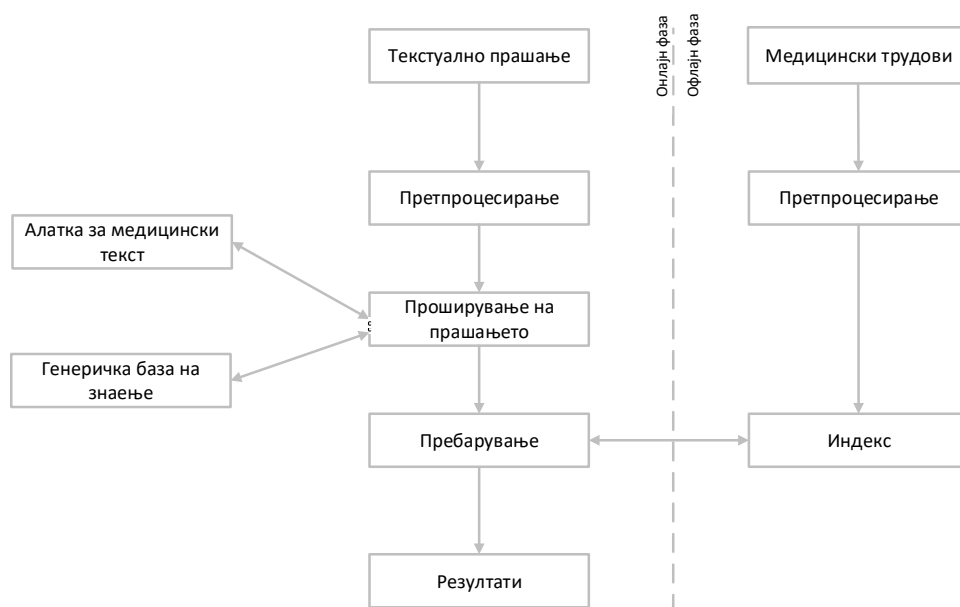 Текстуално прашање
Онлајн фаза
Офлајн фаза
Медицински трудови
Претпроцесирање
Претпроцесирање
Алатка за медицински
текст
Проширување на
прашањето
Генеричка база на
знаење
Пребарување
Индекс
Резултати